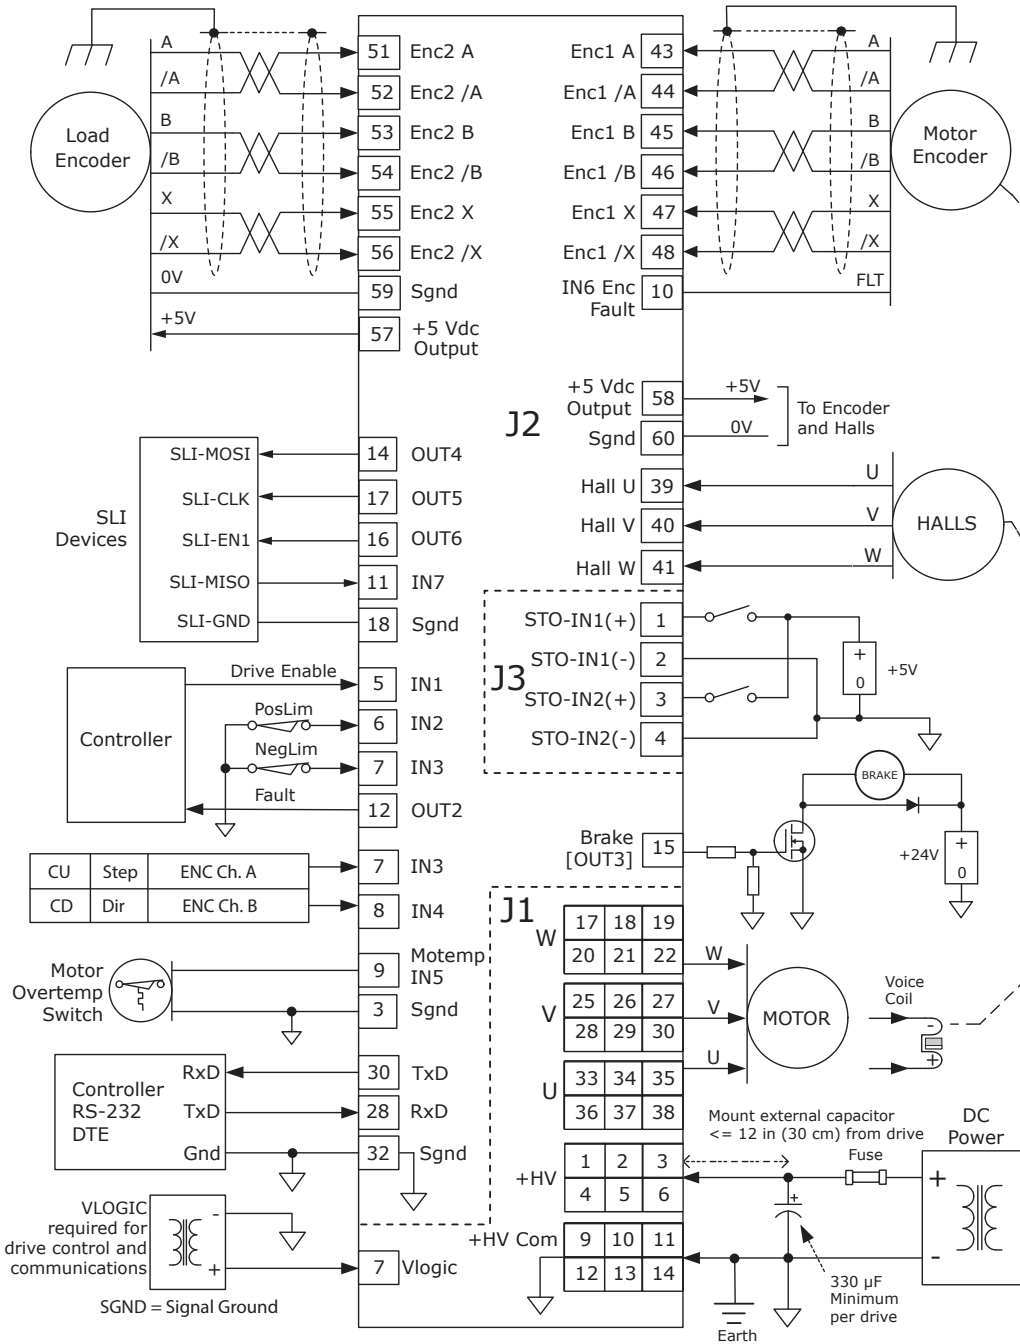 A
51
Enc2 A
/A
52
Enc2 /A
B
53
Enc2 B
/B
54
Enc2 /B
X
55
Enc2 X
/X
56
Enc2 /X
0V
59
Sgnd
+5V
57
+5 Vdc
Output
Load
Encoder
Enc1 A
43
A
Enc1 /A
44
/A
Enc1 B
45
B
Enc1 /B
46
/B
Enc1 X
47
X
Enc1 /X
48
/X
IN6 Enc
Fault
10
FLT
Motor
Encoder
J2
+5 Vdc
Output
58
+5V
Sgnd
60
0V
To Encoder
and Halls
Hall U
39
U
Hall V
40
V
Hall W
41
W
HALLS
SLI
Devices
SLI-MOSI
14
OUT4
SLI-CLK
17
OUT5
SLI-EN1
16
OUT6
SLI-MISO
11
IN7
SLI-GND
18
Sgnd
J3
STO-IN1(+)
1
STO-IN1(-)
2
STO-IN2(+)
3
STO-IN2(-)
4
+
0
+5V
Controller
Drive Enable
5
IN1
PosLim
6
IN2
NegLim
7
IN3
Fault
12
OUT2
Brake
[OUT3]
15
BRAKE
+24V
+
0
CU
Step
ENC Ch. A
7
IN3
CD
Dir
ENC Ch. B
8
IN4
Motor
Overtemp
Switch
9
Motemp
IN5
3
Sgnd
J1
W
17 18 19
20 21 22
W
V
25 26 27
28 29 30
V
U
33 34 35
36 37 38
U
MOTOR
Voice
Coil
-
+
Controller
RS-232
DTE
RxD
30
TxD
TxD
28
RxD
Gnd
32
Sgnd
Mount external capacitor
<= 12 in (30 cm) from drive
DC
Power
Fuse
+HV
1 2 3
4 5 6
+
+
+HV Com
9 10 11
12 13 14
-
330 µF
Minimum
per drive
Earth
VLOGIC
required for
drive control and
communications
-
+
7
Vlogic
SGND = Signal Ground